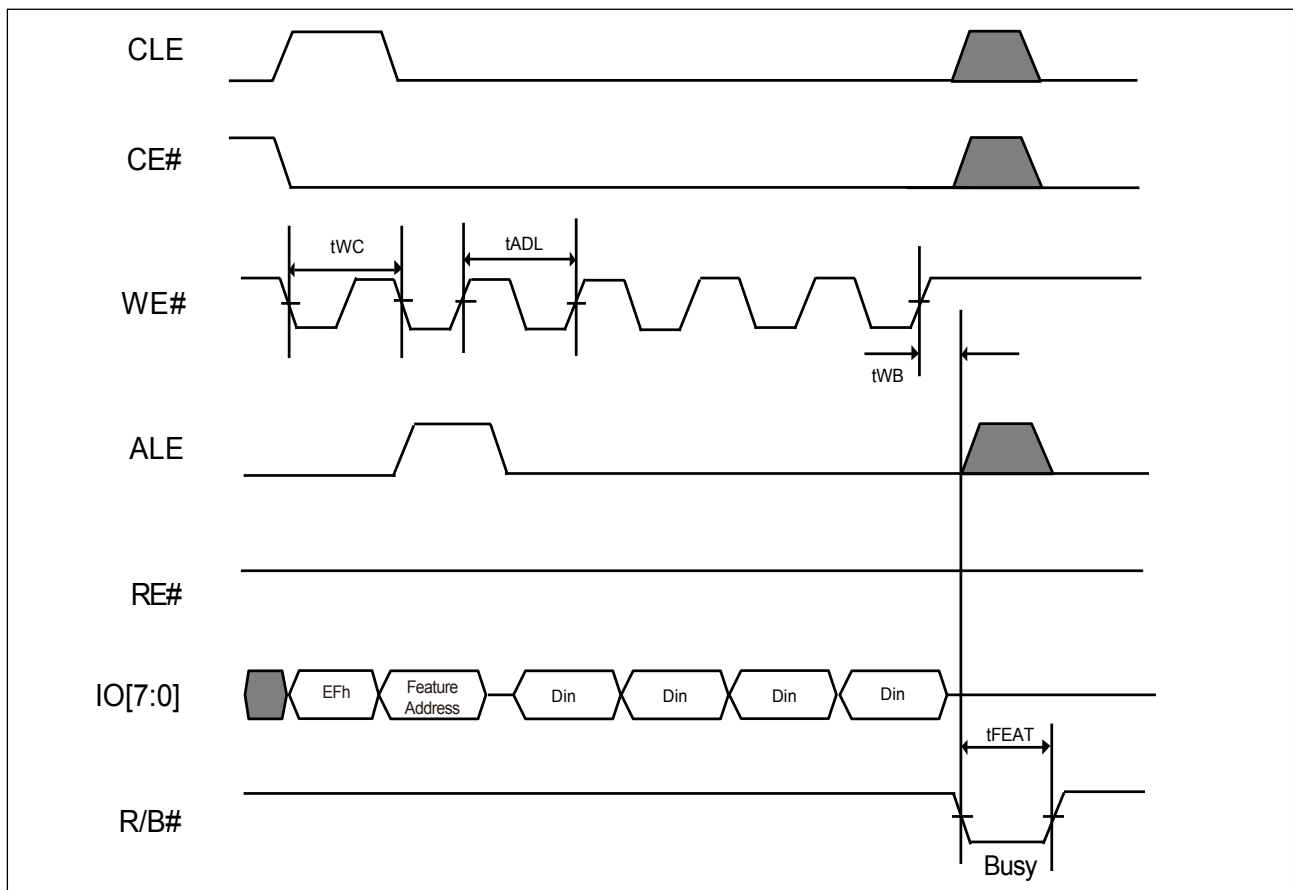 CLE
CE#
tWC
tADL
WE#
tWB
ALE
RE#
IO[7:0]
EFh
Feature
Address
Din
Din
Din
Din
tFEAT
R/B#
Busy